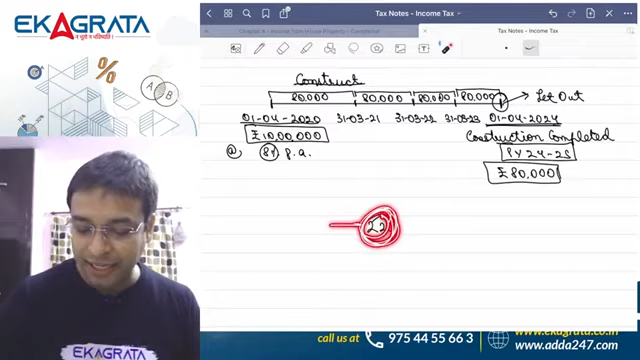 EKAGRATA
Tax Notes - Income Tax
Chapter 4 - Income from House Property - Completed
Tax Notes - Income Tax
Construct
80,000 80,000 80,000 80,000 Let Out
01-04-2020 31-03-21 31-03-22 31-03-23 01-04-2024
₹10,00,000 Construction Completed
@ 8% p.a. PY 24-25
₹80,000
%
A B
EKAGRATA
call us at 975 44 55 66 3
www.ekagrata.org
www.adda247.com